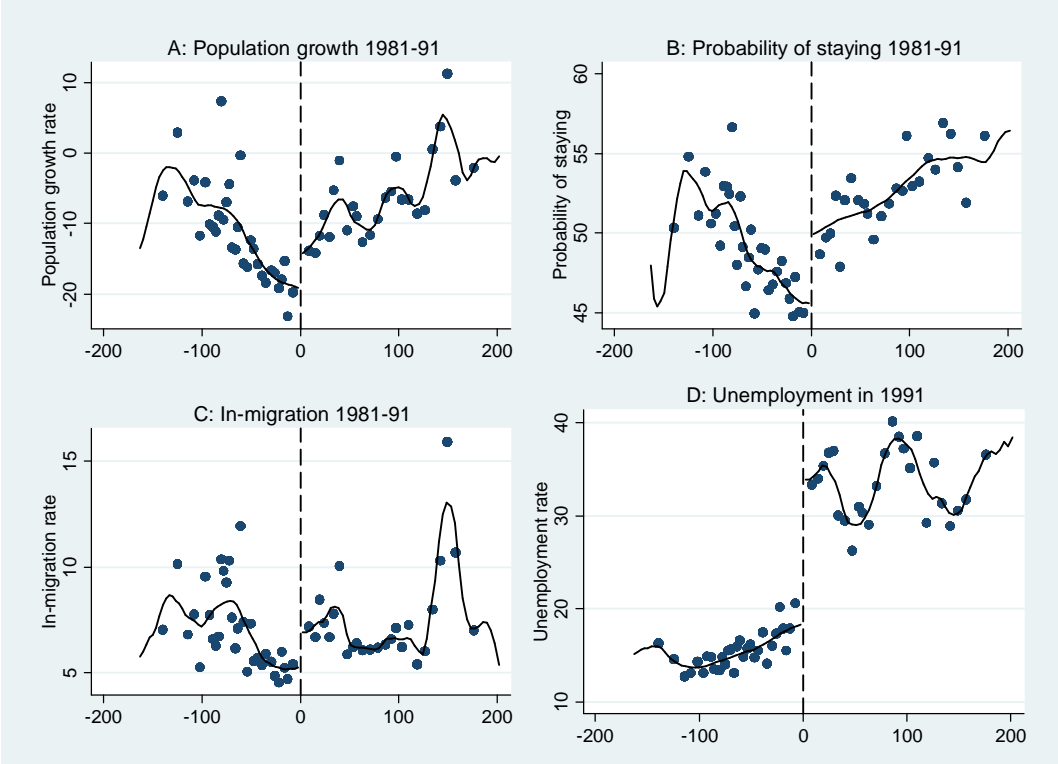 A: Population growth 1981-91
Population growth rate
10
0
-10
-20
-200 -100 0 100 200
B: Probability of staying 1981-91
Probability of staying
60
55
50
45
-200 -100 0 100 200
C: In-migration 1981-91
In-migration rate
15
10
5
-200 -100 0 100 200
D: Unemployment in 1991
Unemployment rate
40
30
20
10
-200 -100 0 100 200